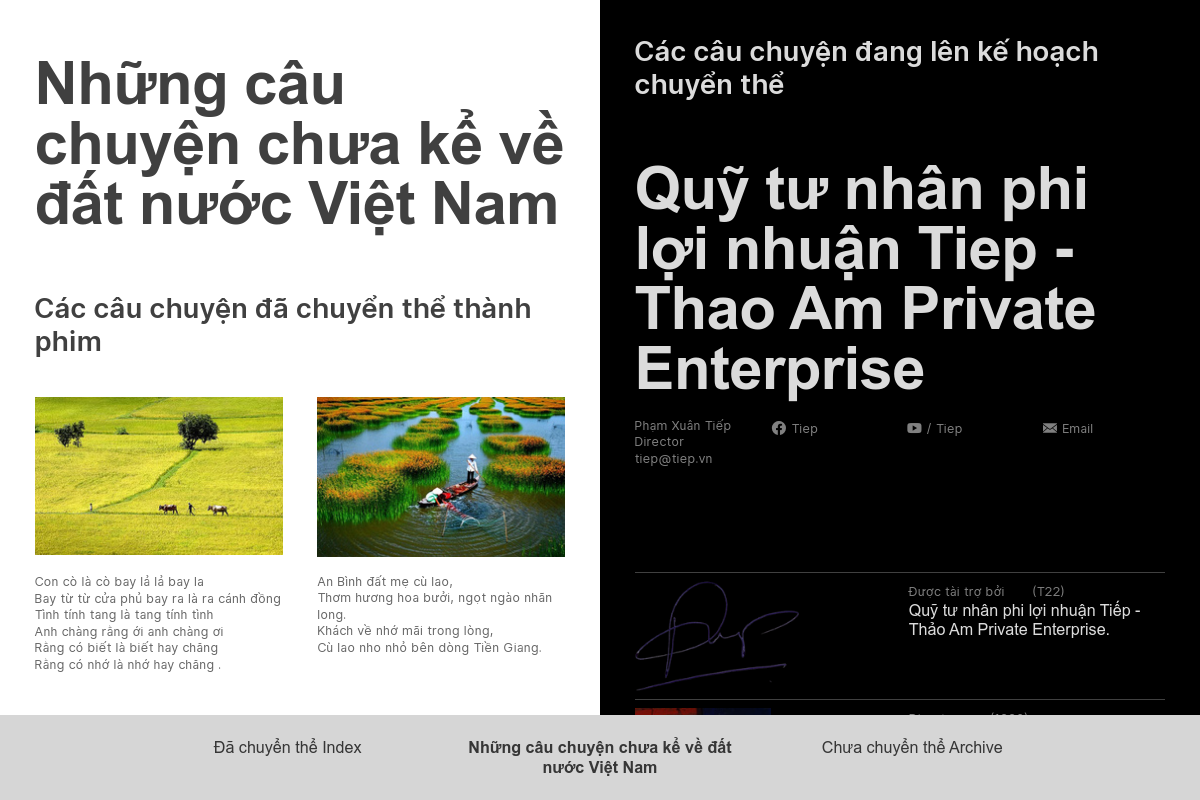 Những câu
chuyện chưa kể về
đất nước Việt Nam
Các câu chuyện đã chuyển thể thành
phim
Con cò là cò bay lả lả bay la
Bay từ từ cửa phủ bay ra là ra cánh đồng
Tình tính tang là tang tính tình
Anh chàng rằng ới anh chàng ơi
Rằng có biết là biết hay chăng
Rằng có nhớ là nhớ hay chăng .
An Bình đất mẹ cù lao,
Thơm hương hoa bưởi, ngọt ngào nhãn
long.
Khách về nhớ mãi trong lòng,
Cù lao nho nhỏ bên dòng Tiền Giang.
Các câu chuyện đang lên kế hoạch
chuyển thể
Quỹ tư nhân phi
lợi nhuận Tiep -
Thao Am Private
Enterprise
Phạm Xuân Tiếp
Director
tiep@tiep.vn
Tiep
/ Tiep
Email
Được tài trợ bởi (T22)
Quỹ tư nhân phi lợi nhuận Tiếp -
Thảo Am Private Enterprise.
Đã chuyển thể Index
Những câu chuyện chưa kể về đất
nước Việt Nam
Chưa chuyển thể Archive